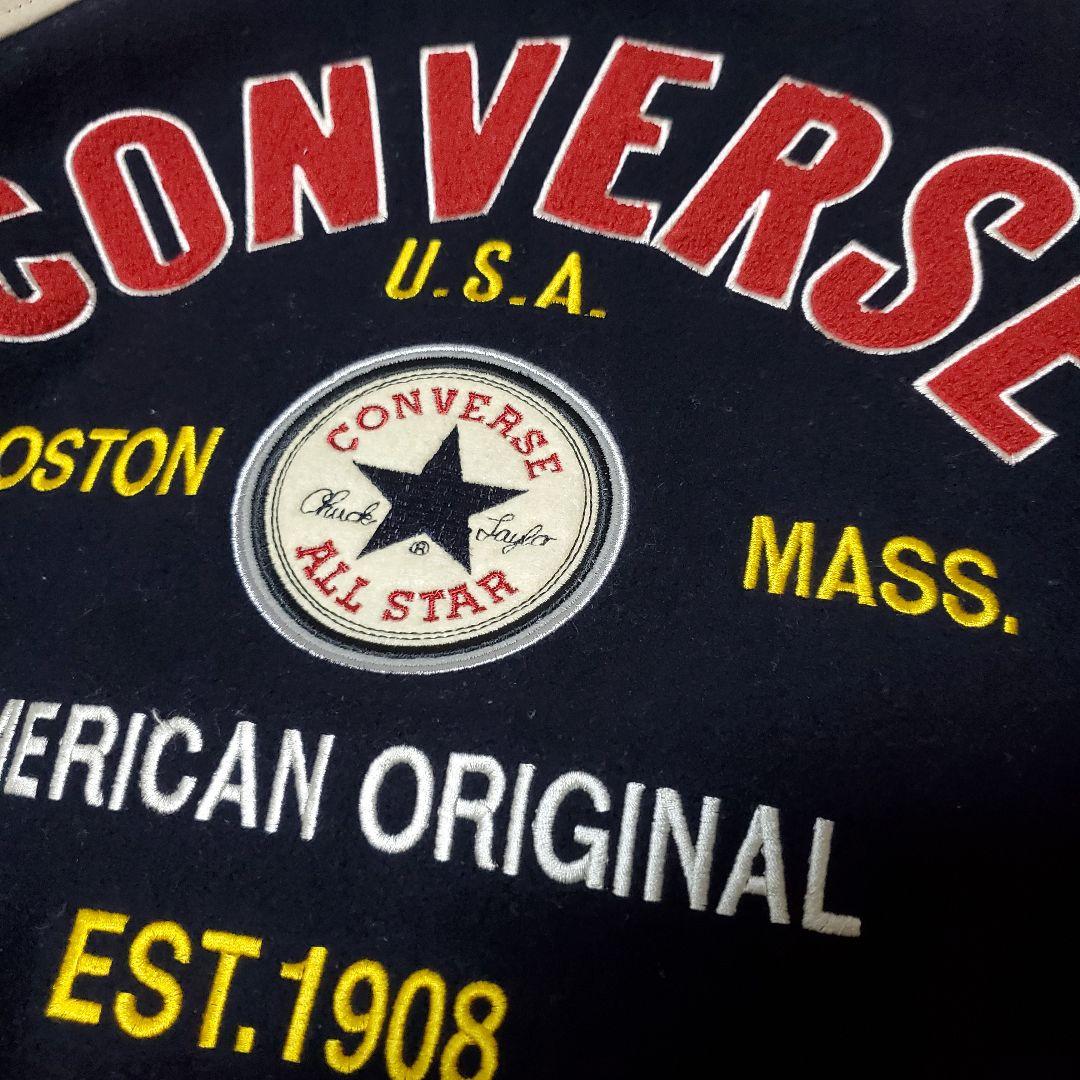 CONVERSE
U.S.A.
OSTON
CONVERSE
Chuck Taylor
®
ALL STAR
MASS.
MERICAN ORIGINAL
EST.1908